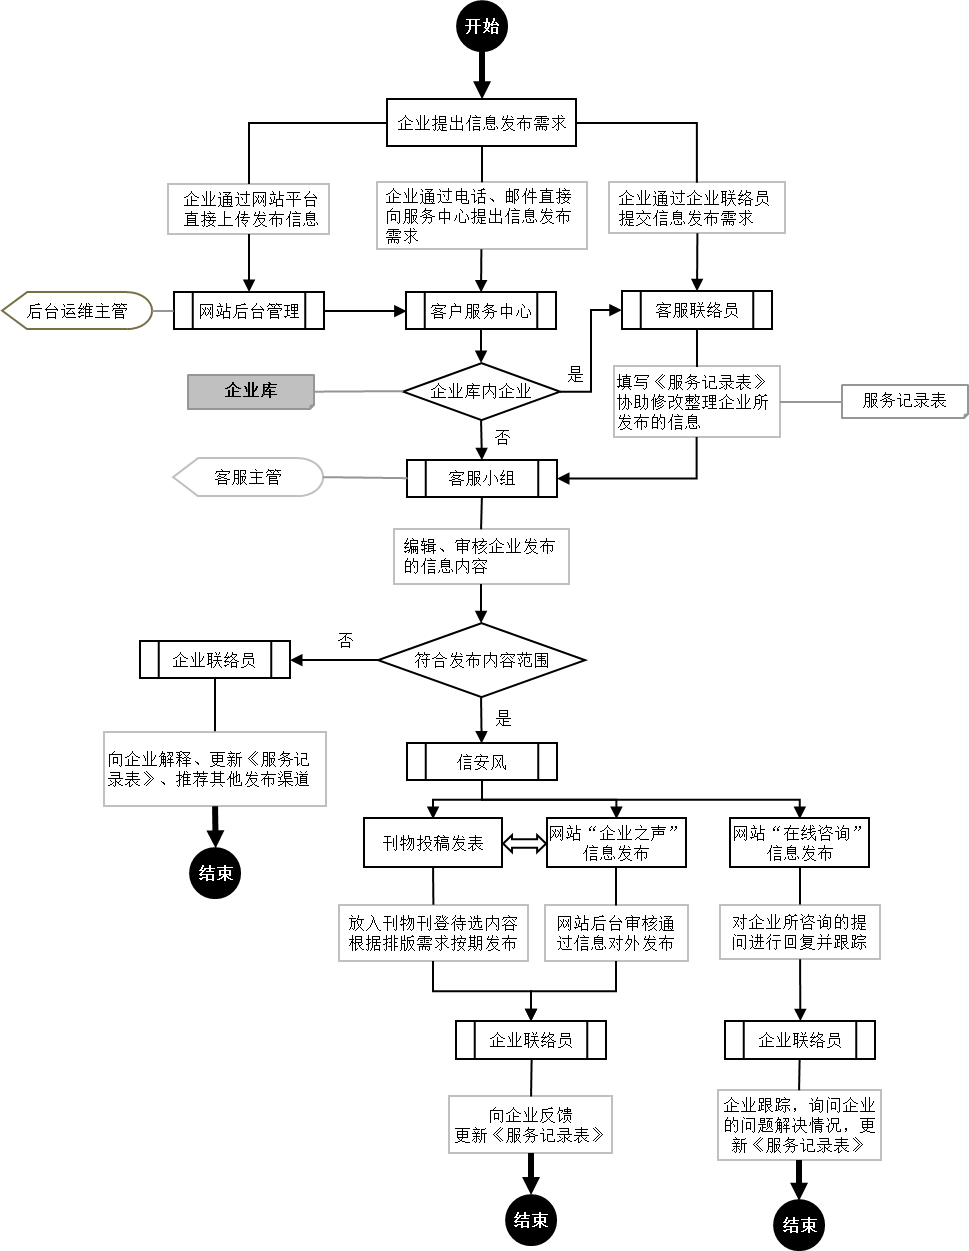 开始
企业提出信息发布需求
企业通过网站平台
直接上传发布信息
企业通过电话、邮件直接
向服务中心提出信息发布
需求
企业通过企业联络员
提交信息发布需求
后台运维主管
网站后台管理
客户服务中心
客服联络员
企业库
企业库内企业
是
填写《服务记录表》
协助修改整理企业所
发布的信息
服务记录表
否
客服主管
客服小组
编辑、审核企业发布
的信息内容
企业联络员
否
符合发布内容范围
是
向企业解释、更新《服务记
录表》、推荐其他发布渠道
信安风
结束
刊物投稿发表
网站“企业之声”
信息发布
网站“在线咨询”
信息发布
放入刊物刊登待选内容
根据排版需求按期发布
网站后台审核通
过信息对外发布
对企业所咨询的提
问进行回复并跟踪
企业联络员
企业联络员
向企业反馈
更新《服务记录表》
企业跟踪，询问企业
的问题解决情况，更
新《服务记录表》
结束
结束